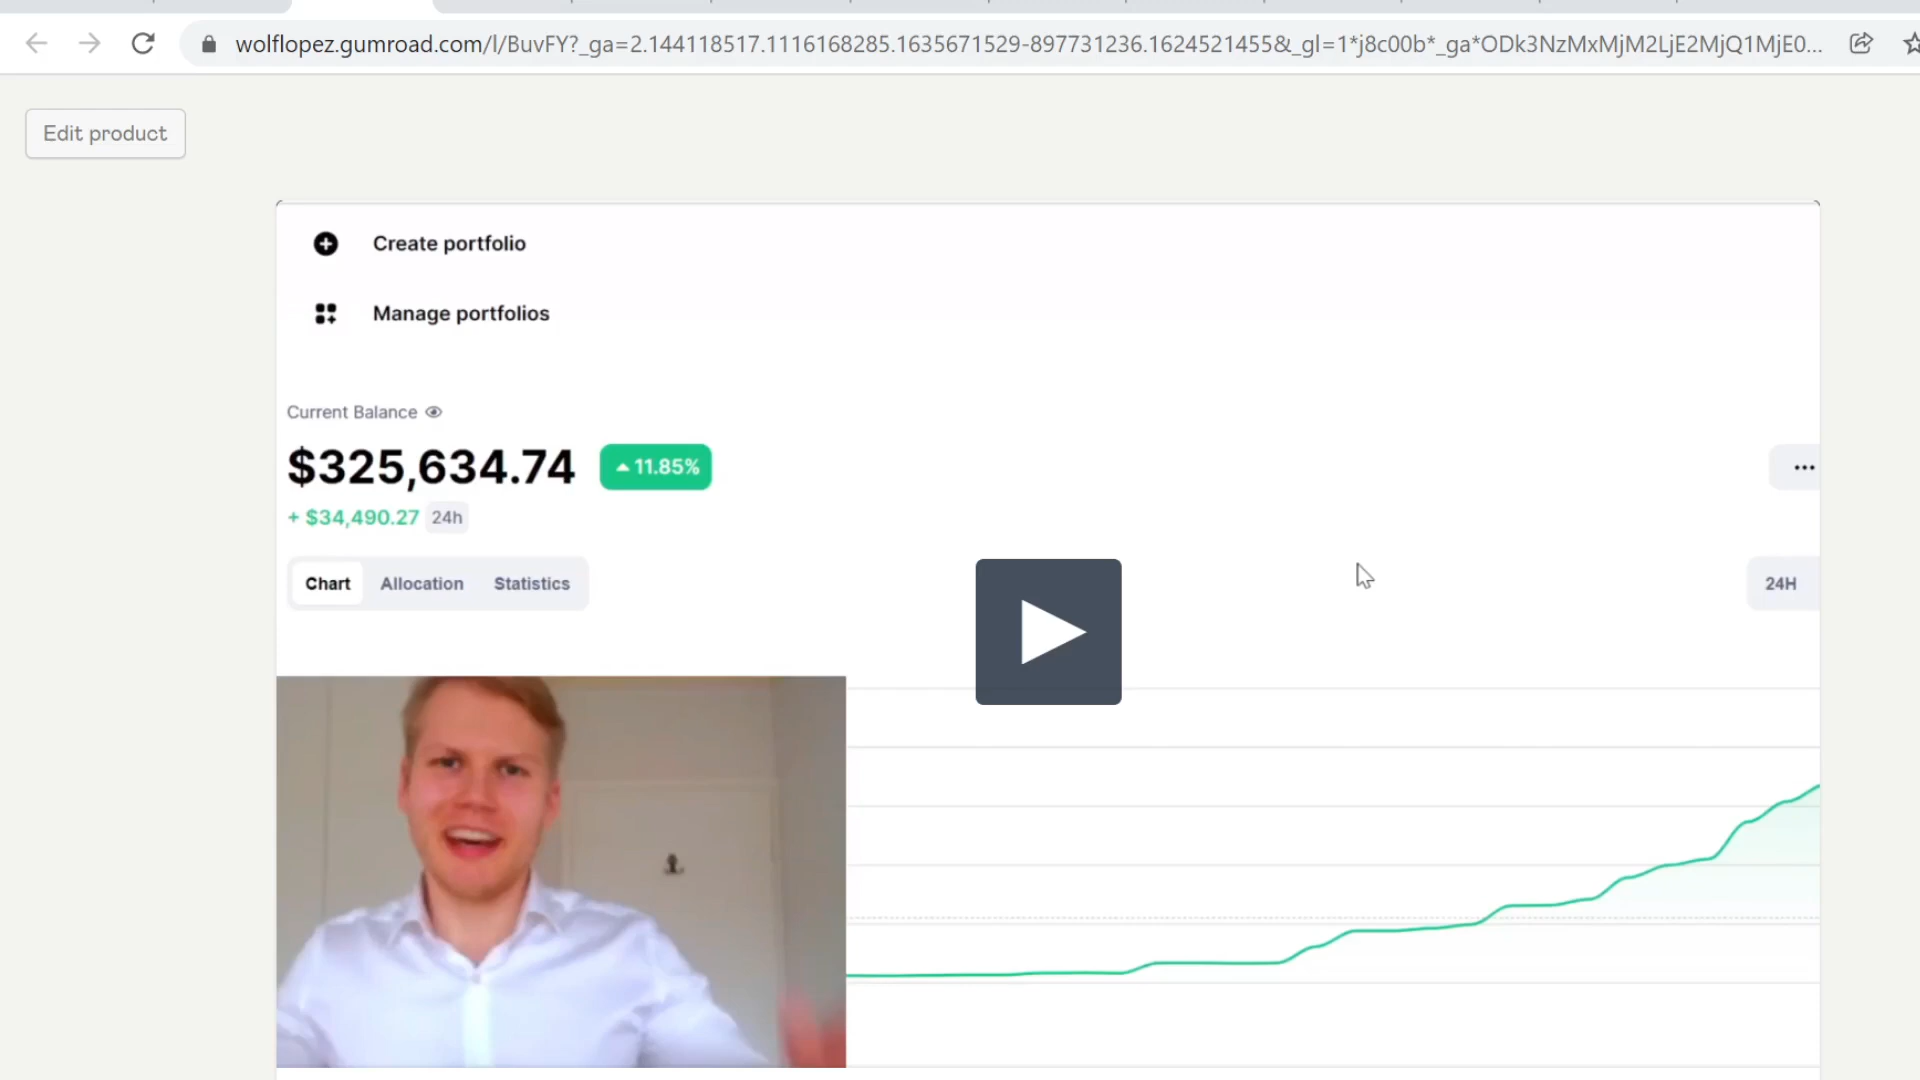 wolflopez.gumroad.com/l/BuvFY?_ga=2.144118517.1116168285.1635671529-897731236.1624521455&_gl=1*j8c00b*_ga*ODk3NzMxMjM2LjE2MjQ1MjE0...
Edit product
Create portfolio
Manage portfolios
Current Balance
$325,634.74 11.85%
+ $34,490.27 24h
Chart Allocation Statistics 24H